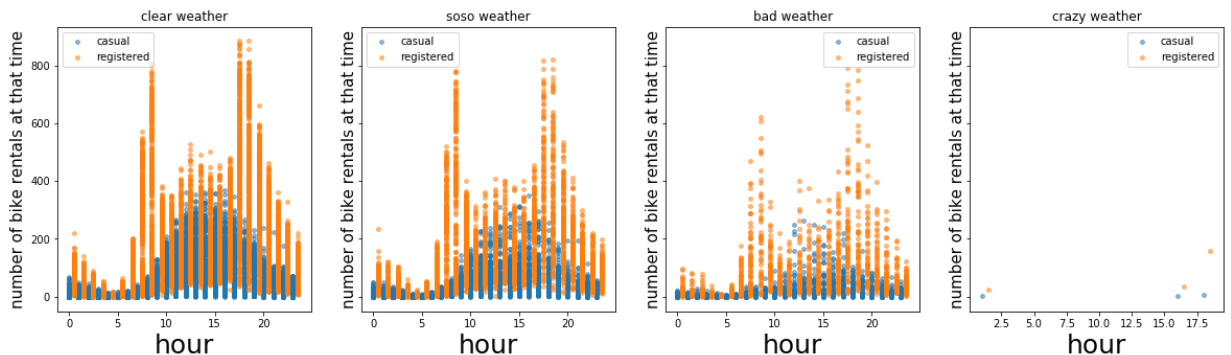 clear weather
casual
registered
number of bike rentals at that time
800
600
400
200
0
0
5
10
15
20
hour
soso weather
casual
registered
number of bike rentals at that time
0
5
10
15
20
hour
bad weather
casual
registered
number of bike rentals at that time
0
5
10
15
20
hour
crazy weather
casual
registered
number of bike rentals at that time
2.5
5.0
7.5
10.0
12.5
15.0
17.5
hour